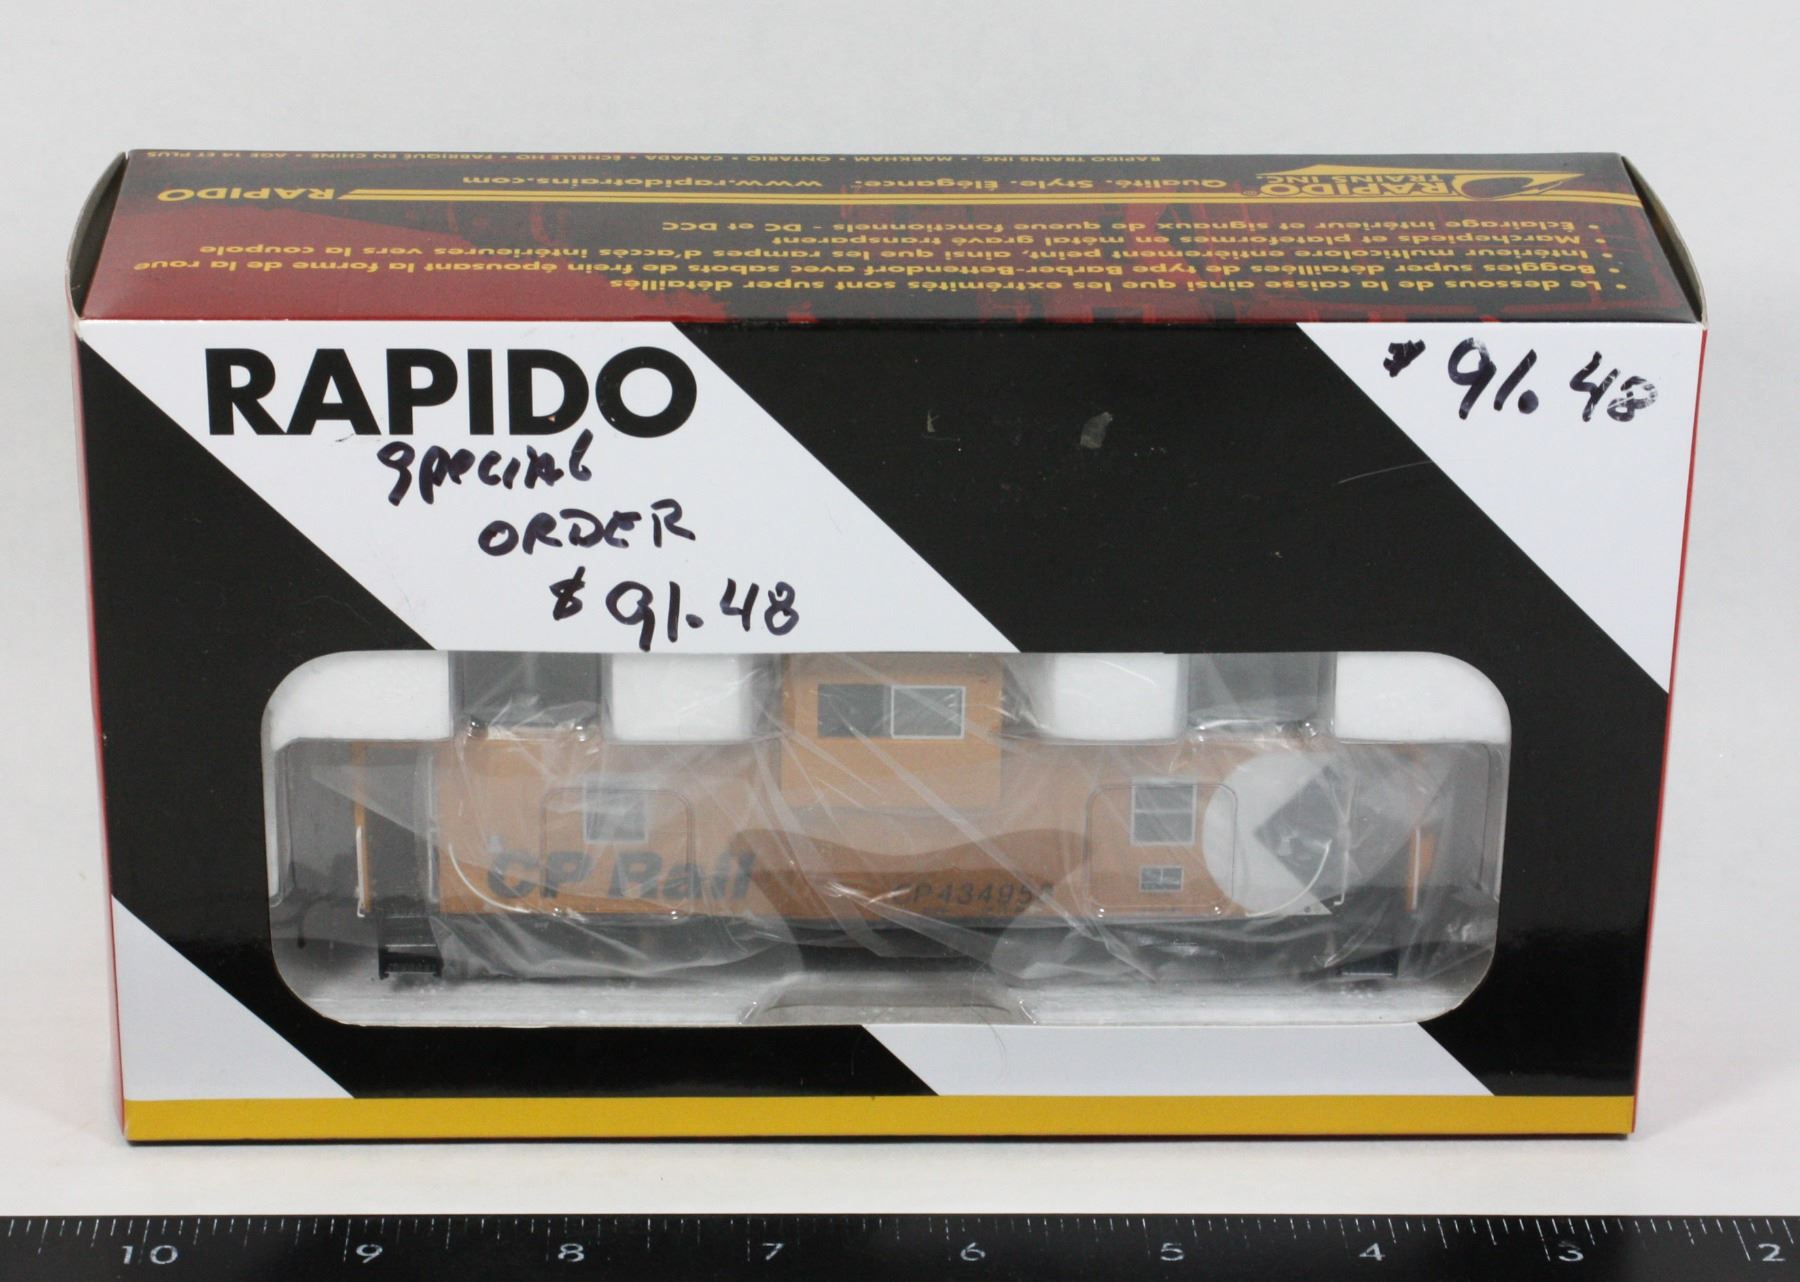 RAPIDO TRAINS INC. • MARKHAM • ONTARIO • CANADA • ÉCHELLE HO • FABRIQUÉ EN CHINE • AGE 14 ET PLUS
RAPIDO TRAINS INC.® Qualité. Style. Élégance. www.rapidotrains.com RAPIDO
• Éclairage intérieur et signaux de queue fonctionnels - DC et DCC
• Marchepieds et plateformes en métal gravé transparent
• Intérieur multicolore entièrement peint, ainsi que les rampes d'accès intérieures vers la coupole
• Boggies super détaillées de type Barber-Bettendorf avec sabots de frein épousant la forme de la roue
• Le dessous de la caisse ainsi que les extrémités sont super détaillés
RAPIDO
$91.48
Special
ORDER
$91.48
CP Rail
CP 43495
10 9 8 7 6 5 4 3 2